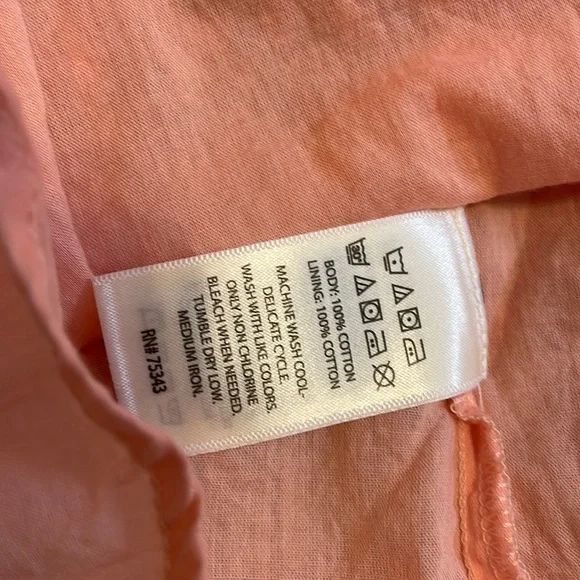 30°
BODY: 100% COTTON
LINING: 100% COTTON
MACHINE WASH COOL-
DELICATE CYCLE.
WASH WITH LIKE COLORS.
ONLY NON CHLORINE
BLEACH WHEN NEEDED.
TUMBLE DRY LOW.
MEDIUM IRON.
RN# 75343